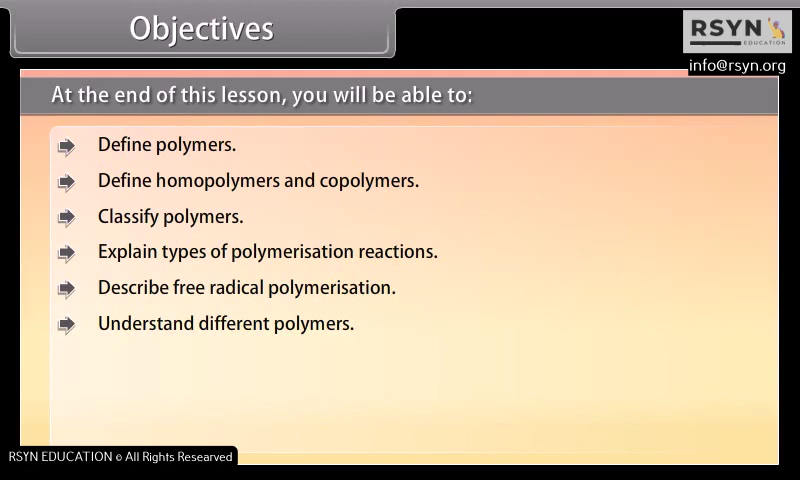 Objectives
RSYN
EDUCATION
info@rsyn.org
At the end of this lesson, you will be able to:
Define polymers.
Define homopolymers and copolymers.
Classify polymers.
Explain types of polymerisation reactions.
Describe free radical polymerisation.
Understand different polymers.
RSYN EDUCATION © All Rights Researved